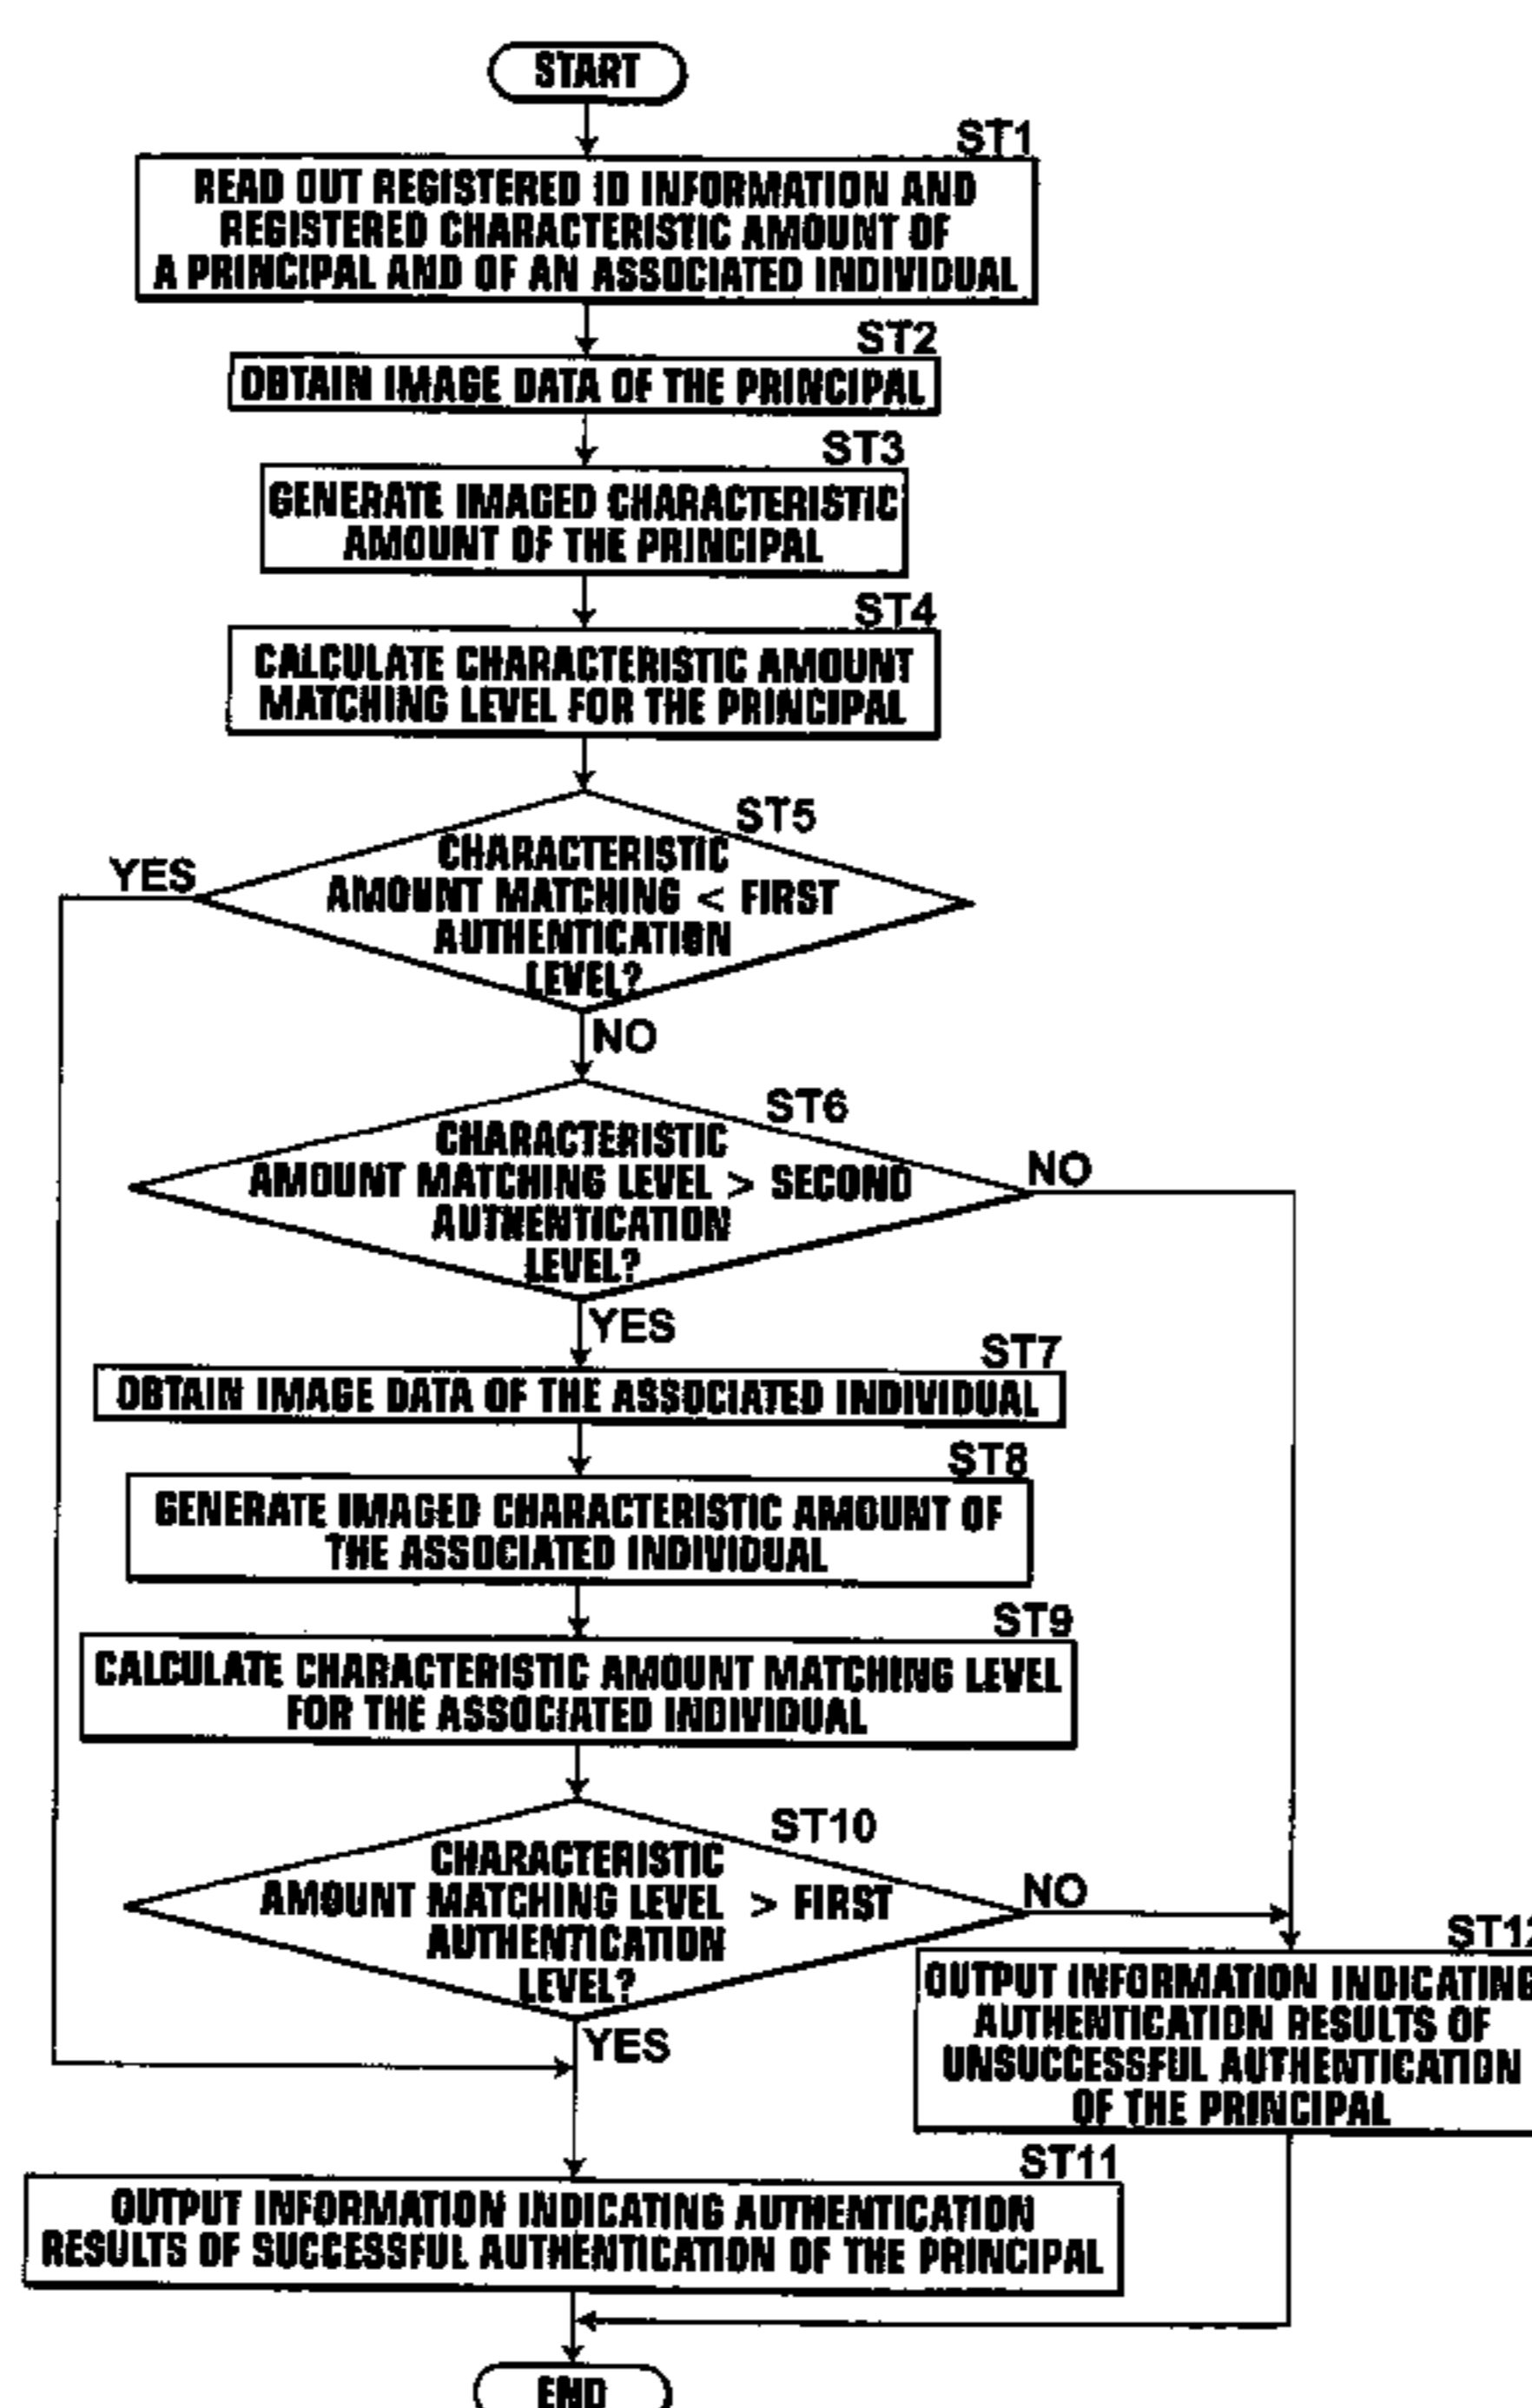 START
ST1
READ OUT REGISTERED ID INFORMATION AND
REGISTERED CHARACTERISTIC AMOUNT OF
A PRINCIPAL AND OF AN ASSOCIATED INDIVIDUAL
ST2
OBTAIN IMAGE DATA OF THE PRINCIPAL
ST3
GENERATE IMAGED CHARACTERISTIC
AMOUNT OF THE PRINCIPAL
ST4
CALCULATE CHARACTERISTIC AMOUNT
MATCHING LEVEL FOR THE PRINCIPAL
ST5
YES
CHARACTERISTIC
AMOUNT MATCHING < FIRST
AUTHENTICATION
LEVEL?
NO
ST6
CHARACTERISTIC
AMOUNT MATCHING LEVEL > SECOND
AUTHENTICATION
LEVEL?
NO
YES
ST7
OBTAIN IMAGE DATA OF THE ASSOCIATED INDIVIDUAL
ST8
GENERATE IMAGED CHARACTERISTIC AMOUNT OF
THE ASSOCIATED INDIVIDUAL
ST9
CALCULATE CHARACTERISTIC AMOUNT MATCHING LEVEL
FOR THE ASSOCIATED INDIVIDUAL
ST10
CHARACTERISTIC
AMOUNT MATCHING LEVEL > FIRST
AUTHENTICATION
LEVEL?
NO
YES
ST12
OUTPUT INFORMATION INDICATING
AUTHENTICATION RESULTS OF
UNSUCCESSFUL AUTHENTICATION
OF THE PRINCIPAL
ST11
OUTPUT INFORMATION INDICATING AUTHENTICATION
RESULTS OF SUCCESSFUL AUTHENTICATION OF THE PRINCIPAL
END